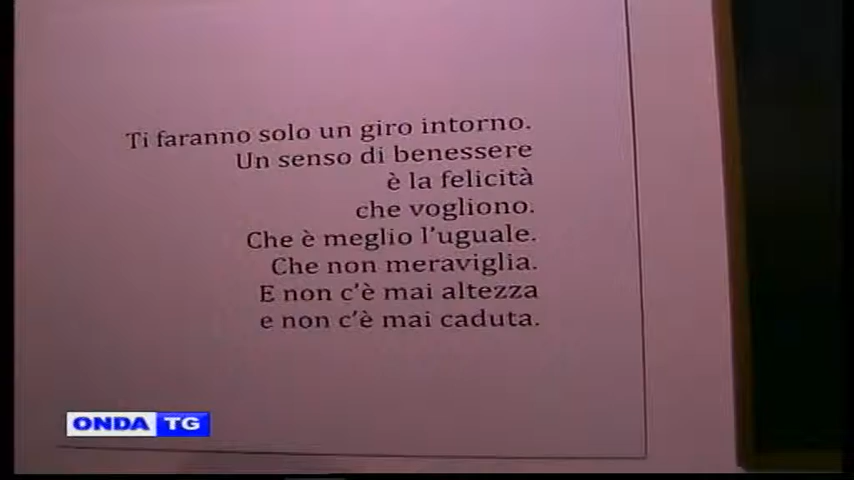 Ti faranno solo un giro intorno.
Un senso di benessere
è la felicità
che vogliono.
Che è meglio l'uguale.
Che non meraviglia.
E non c'è mai altezza
e non c'è mai caduta.
ONDA TG